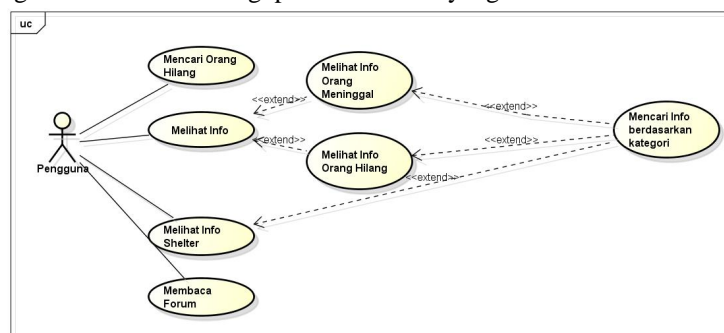 uc
Mencari Orang
Hilang
Melihat Info
Orang
Meninggal
<<extend>>
<<extend>>
Mencari Info
berdasarkan
kategori
Melihat Info
Pengguna
<<extend>>
<<extend>>
Melihat Info
Orang Hilang
<<extend>>
Melihat Info
Shelter
Membaca
Forum